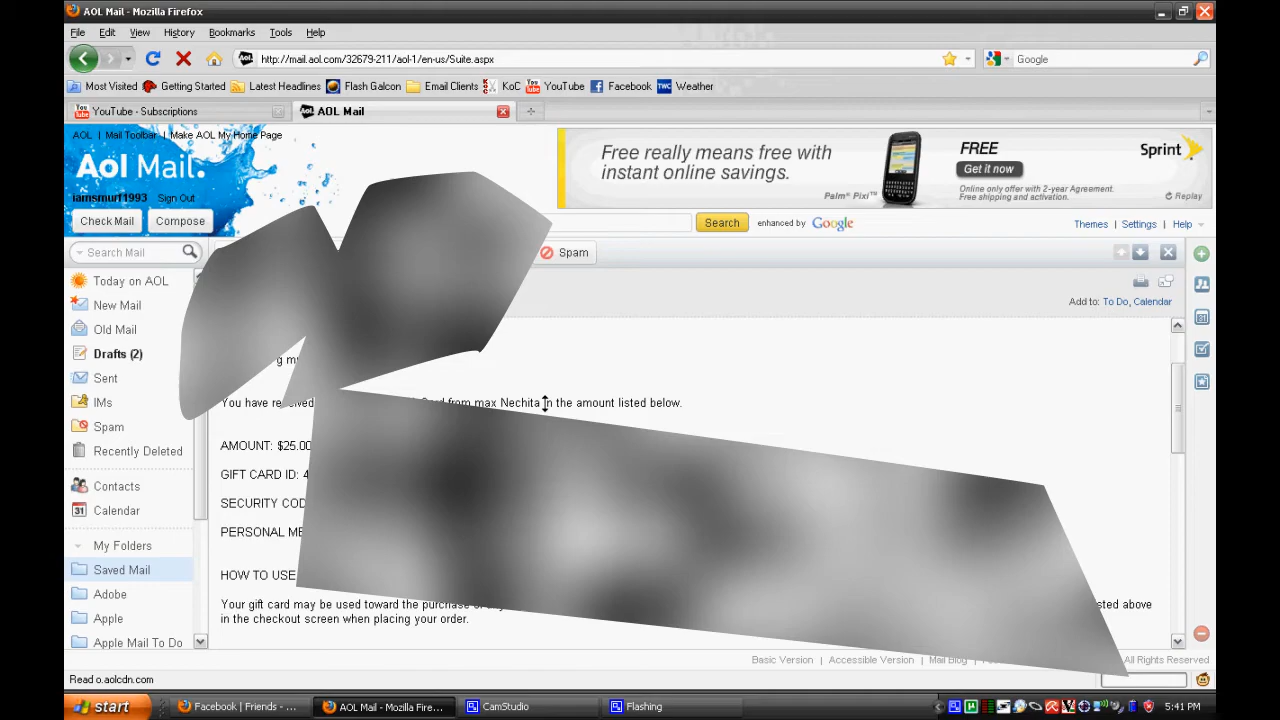 AOL Mail - Mozilla Firefox
File Edit View History Bookmarks Tools Help
http://mail.aol.com/32679-211/aol-1/en-us/Suite.aspx
Google
Most Visited Getting Started Latest Headlines Flash Galcon Email Clients KoC YouTube Facebook Weather
YouTube - Subscriptions AOL Mail
AOL | Mail Toolbar | Make AOL My Home Page
Aol Mail.
iamsmurf1993 Sign Out
Check Mail Compose
Free really means free with
instant online savings.
Palm® Pixi™
FREE
Get it now
Online only offer with 2-year Agreement.
Free shipping and activation.
Sprint
Replay
Search enhanced by Google
Themes | Settings | Help
Search Mail
Spam
Add to: To Do, Calendar
Today on AOL
New Mail
Old Mail
Drafts (2)
Sent
IMs
Spam
Recently Deleted
Contacts
Calendar
My Folders
Saved Mail
Adobe
Apple
Apple Mail To Do
You have received Card from max Nechita in the amount listed below.
AMOUNT: $25.00
GIFT CARD ID: 4
SECURITY COD
PERSONAL ME
HOW TO USE
Your gift card may be used toward the purchase of
in the checkout screen when placing your order.
Basic Version | Accessible Version | Mail Blog | All Rights Reserved
Read o.aolcdn.com
start Facebook | Friends - ... AOL Mail - Mozilla Fire... CamStudio Flashing 5:41 PM